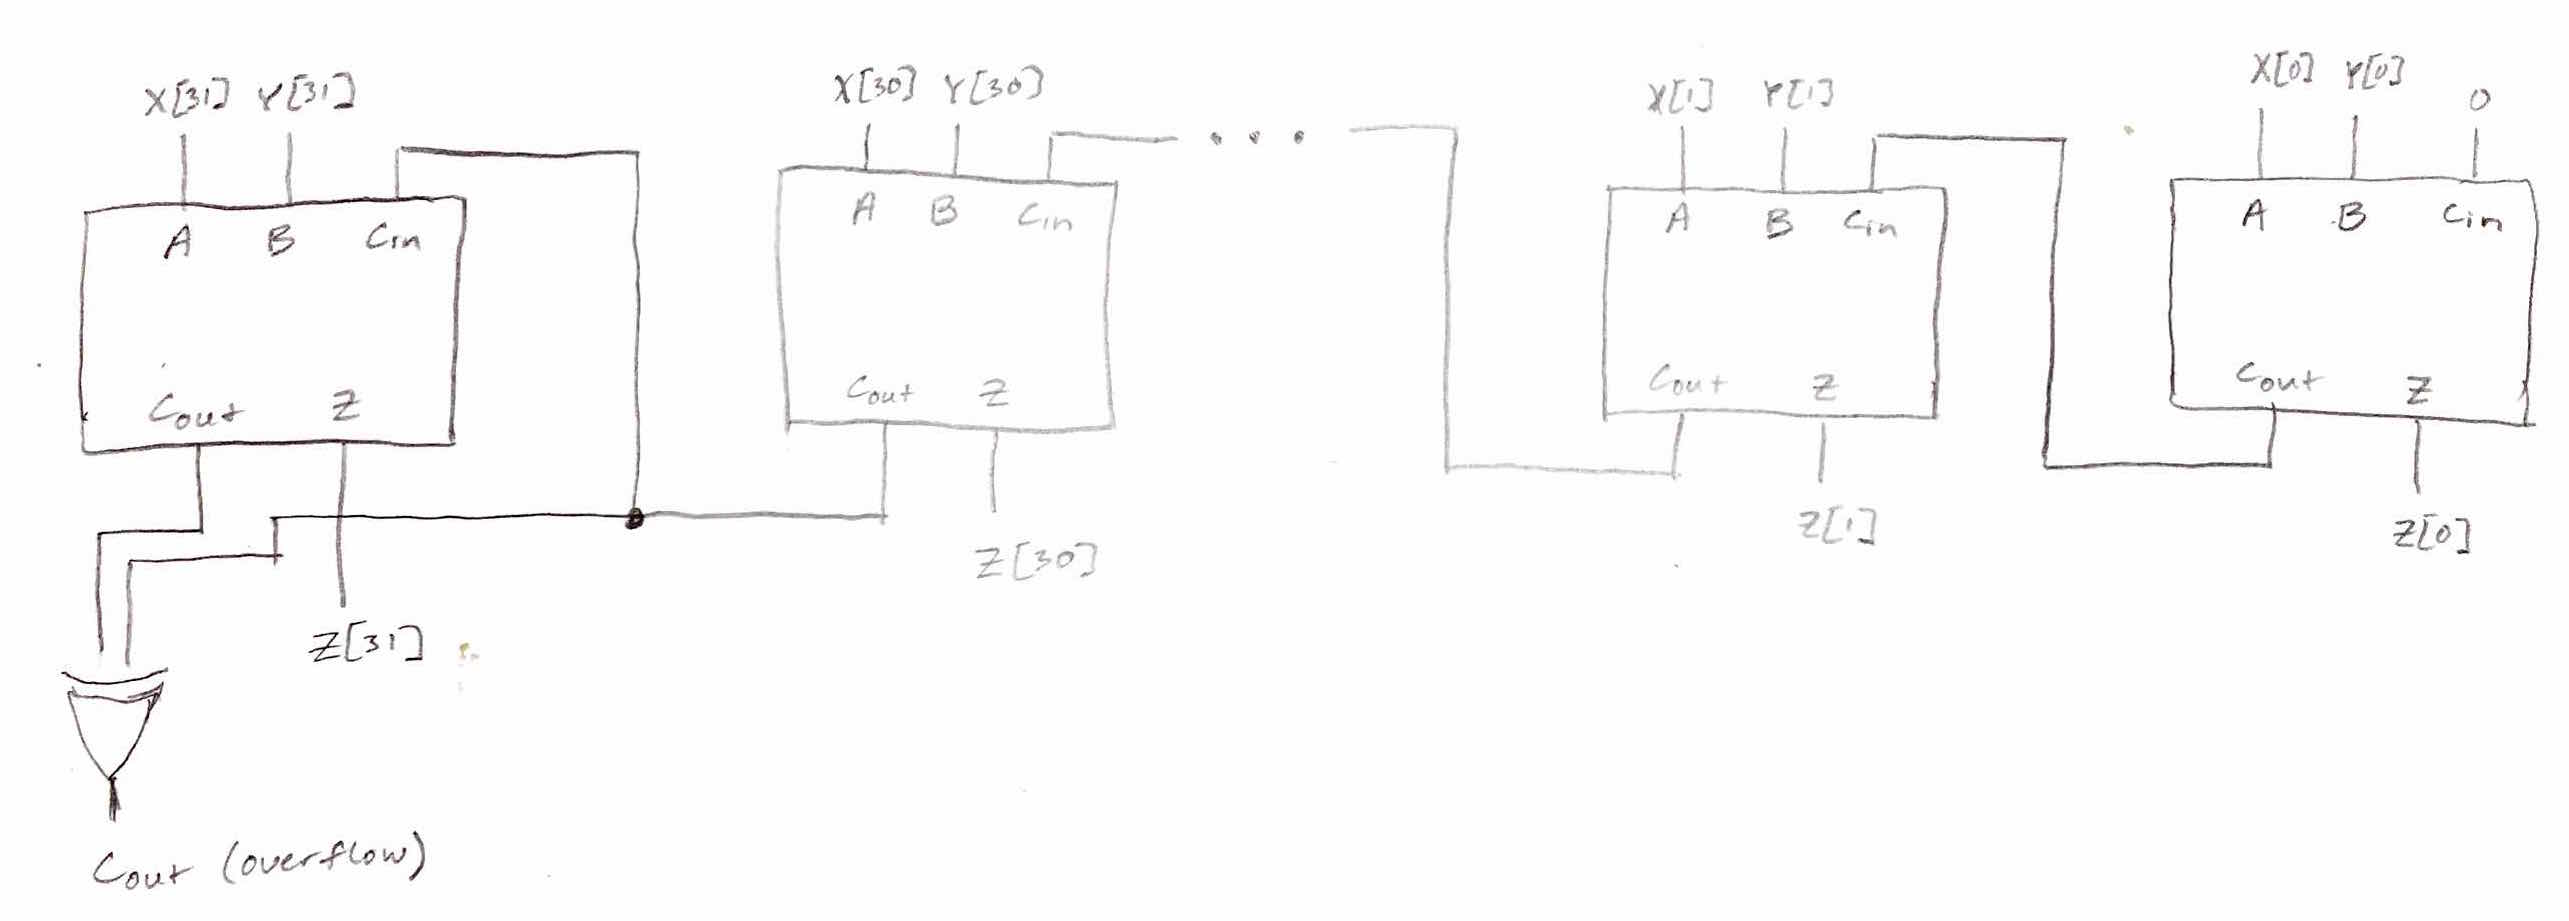 X[31] Y[31] X[30] Y[30] X[1] Y[1] X[0] Y[0] 0
A B Cin A B Cin A B Cin A B Cin
Cout Z Cout Z Cout Z Cout Z
Z[31] Z[30] Z[1] Z[0]
Cout (overflow)